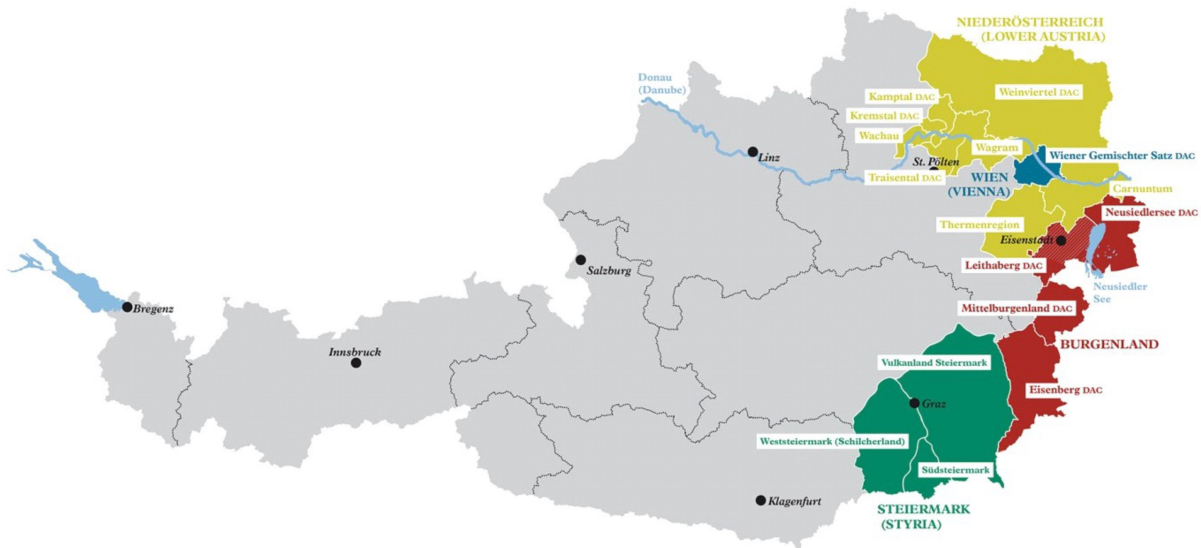 NIEDERÖSTERREICH
(LOWER AUSTRIA)
Donau
(Danube)
Kamptal DAC
Weinviertel DAC
Kremstal DAC
Wachau
Wagram
Linz
St. Pölten
Wiener Gemischter Satz DAC
Traisental DAC
WIEN
(VIENNA)
Carnuntum
Neusiedlersee DAC
Thermenregion
Eisenstadt
Leithaberg DAC
Salzburg
Neusiedler
See
Bregenz
Mittelburgenland DAC
BURGENLAND
Innsbruck
Vulkanland Steiermark
Eisenberg DAC
Graz
Weststeiermark (Schilcherland)
Südsteiermark
Klagenfurt
STEIERMARK
(STYRIA)